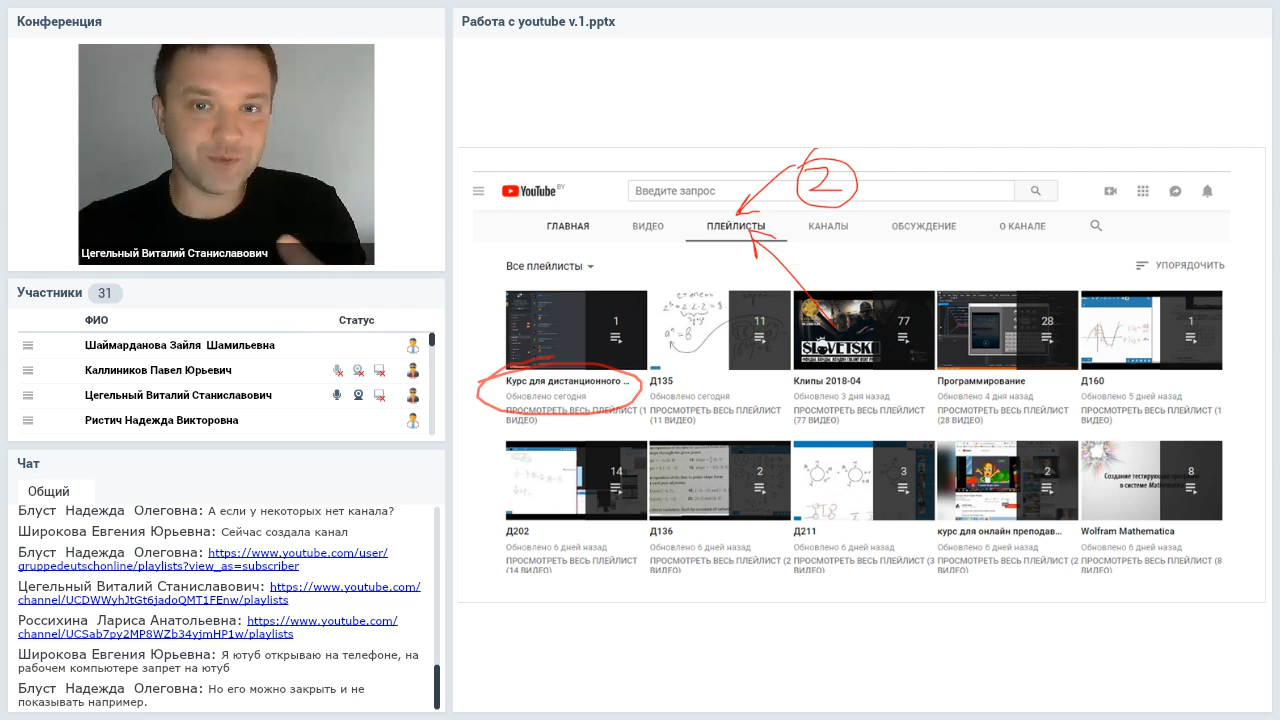 Конференция
Цегельный Виталий Станиславович
Участники 31
ФИО Статус
Шаймарданова Зайля Шамильевна
Каллиников Павел Юрьевич
Цегельный Виталий Станиславович
Ристич Надежда Викторовна
Чат
Общий
Блуст Надежда Олеговна: А если у некоторых нет канала?
Широкова Евгения Юрьевна: Сейчас создала канал
Блуст Надежда Олеговна: https://www.youtube.com/user/
gruppedeutschonline/playlists?view_as=subscriber
Цегельный Виталий Станиславович: https://www.youtube.com/
channel/UCDWWyhJtGt6jadoQMT1FEnw/playlists
Россихина Лариса Анатольевна: https://www.youtube.com/
channel/UCSab7py2MP8WZb34yjmHP1w/playlists
Широкова Евгения Юрьевна: Я ютуб открываю на телефоне, на
рабочем компьютере запрет на ютуб
Блуст Надежда Олеговна: Но его можно закрыть и не
показывать например.
Работа с youtube v.1.pptx
2
YouTube BY
Введите запрос
ГЛАВНАЯ ВИДЕО ПЛЕЙЛИСТЫ КАНАЛЫ ОБСУЖДЕНИЕ О КАНАЛЕ
Все плейлисты УПОРЯДОЧИТЬ
1 11 77 28 1
SLOVETSKI
Курс для дистанционного ... Д135 Клипы 2018-04 Программирование Д160
Обновлено сегодня Обновлено сегодня Обновлено 3 дня назад Обновлено 4 дня назад Обновлено 5 дней назад
ПРОСМОТРЕТЬ ВЕСЬ ПЛЕЙЛИСТ (1 ПРОСМОТРЕТЬ ВЕСЬ ПЛЕЙЛИСТ ПРОСМОТРЕТЬ ВЕСЬ ПЛЕЙЛИСТ ПРОСМОТРЕТЬ ВЕСЬ ПЛЕЙЛИСТ ПРОСМОТРЕТЬ ВЕСЬ ПЛЕЙЛИСТ (1
ВИДЕО) (11 ВИДЕО) (77 ВИДЕО) (28 ВИДЕО) ВИДЕО)
14 2 3 2 8
Создание тестирующих программ
в системе Mathematica
Д202 Д136 Д211 курс для онлайн преподав... Wolfram Mathematica
Обновлено 6 дней назад Обновлено 6 дней назад Обновлено 6 дней назад Обновлено 6 дней назад Обновлено 6 дней назад
ПРОСМОТРЕТЬ ВЕСЬ ПЛЕЙЛИСТ ПРОСМОТРЕТЬ ВЕСЬ ПЛЕЙЛИСТ (2 ПРОСМОТРЕТЬ ВЕСЬ ПЛЕЙЛИСТ (3 ПРОСМОТРЕТЬ ВЕСЬ ПЛЕЙЛИСТ (2 ПРОСМОТРЕТЬ ВЕСЬ ПЛЕЙЛИСТ (8
(14 ВИДЕО) ВИДЕО) ВИДЕО) ВИДЕО) ВИДЕО)